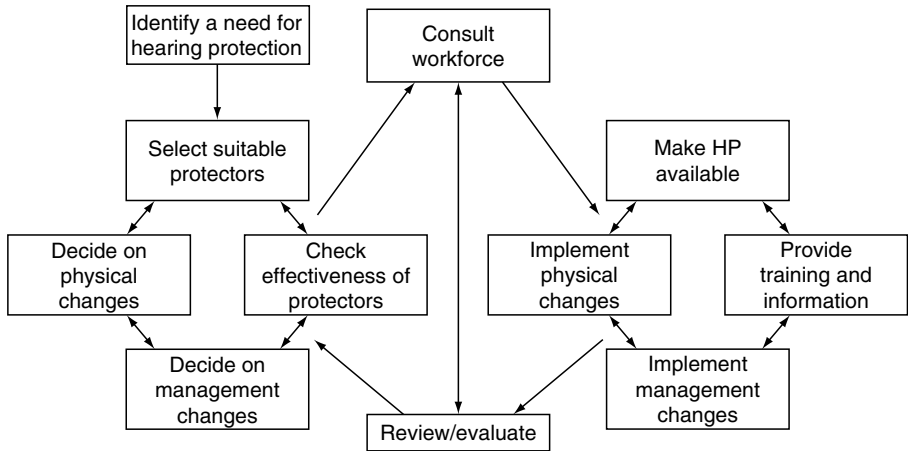 Identify a need for
hearing protection
Consult
workforce
Select suitable
protectors
Make HP
available
Decide on
physical
changes
Check
effectiveness of
protectors
Implement
physical
changes
Provide
training and
information
Decide on
management
changes
Implement
management
changes
Review/evaluate